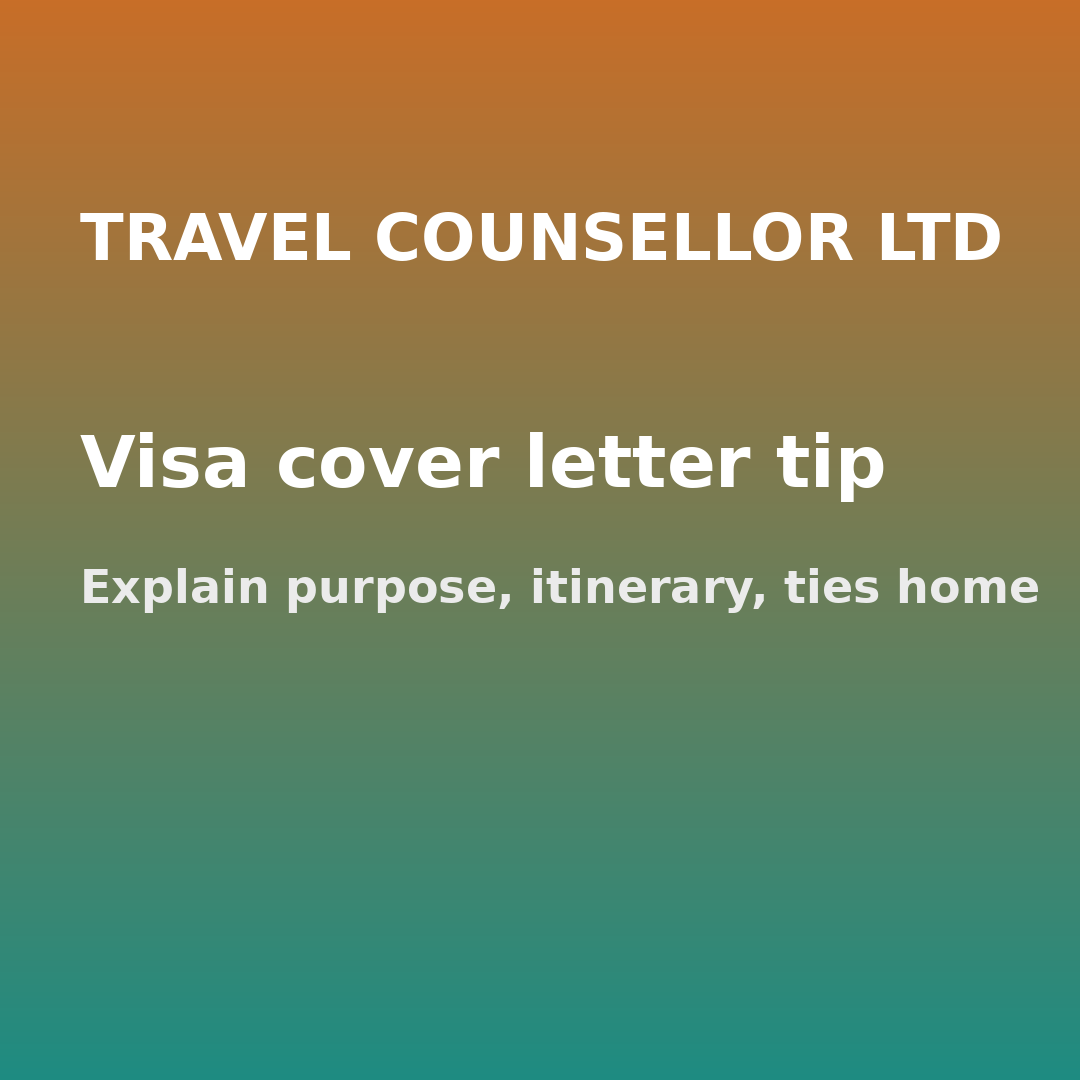 TRAVEL COUNSELLOR LTD
Visa cover letter tip
Explain purpose, itinerary, ties home